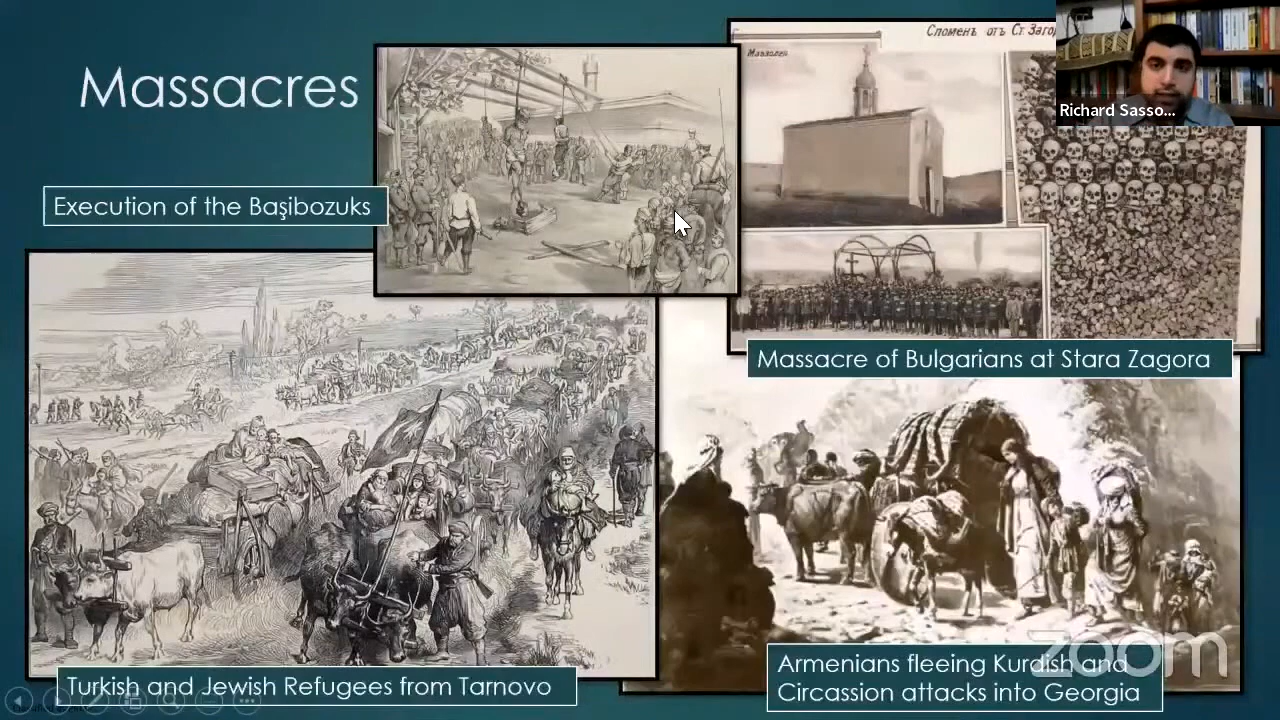 Massacres
Споменъ отъ Ст.
Мавзолея
Richard Sasso...
Execution of the Başibozuks
Massacre of Bulgarians at Stara Zagora
Turkish and Jewish Refugees from Tarnovo
Armenians fleeing Kurdish and
Circassion attacks into Georgia
zoom